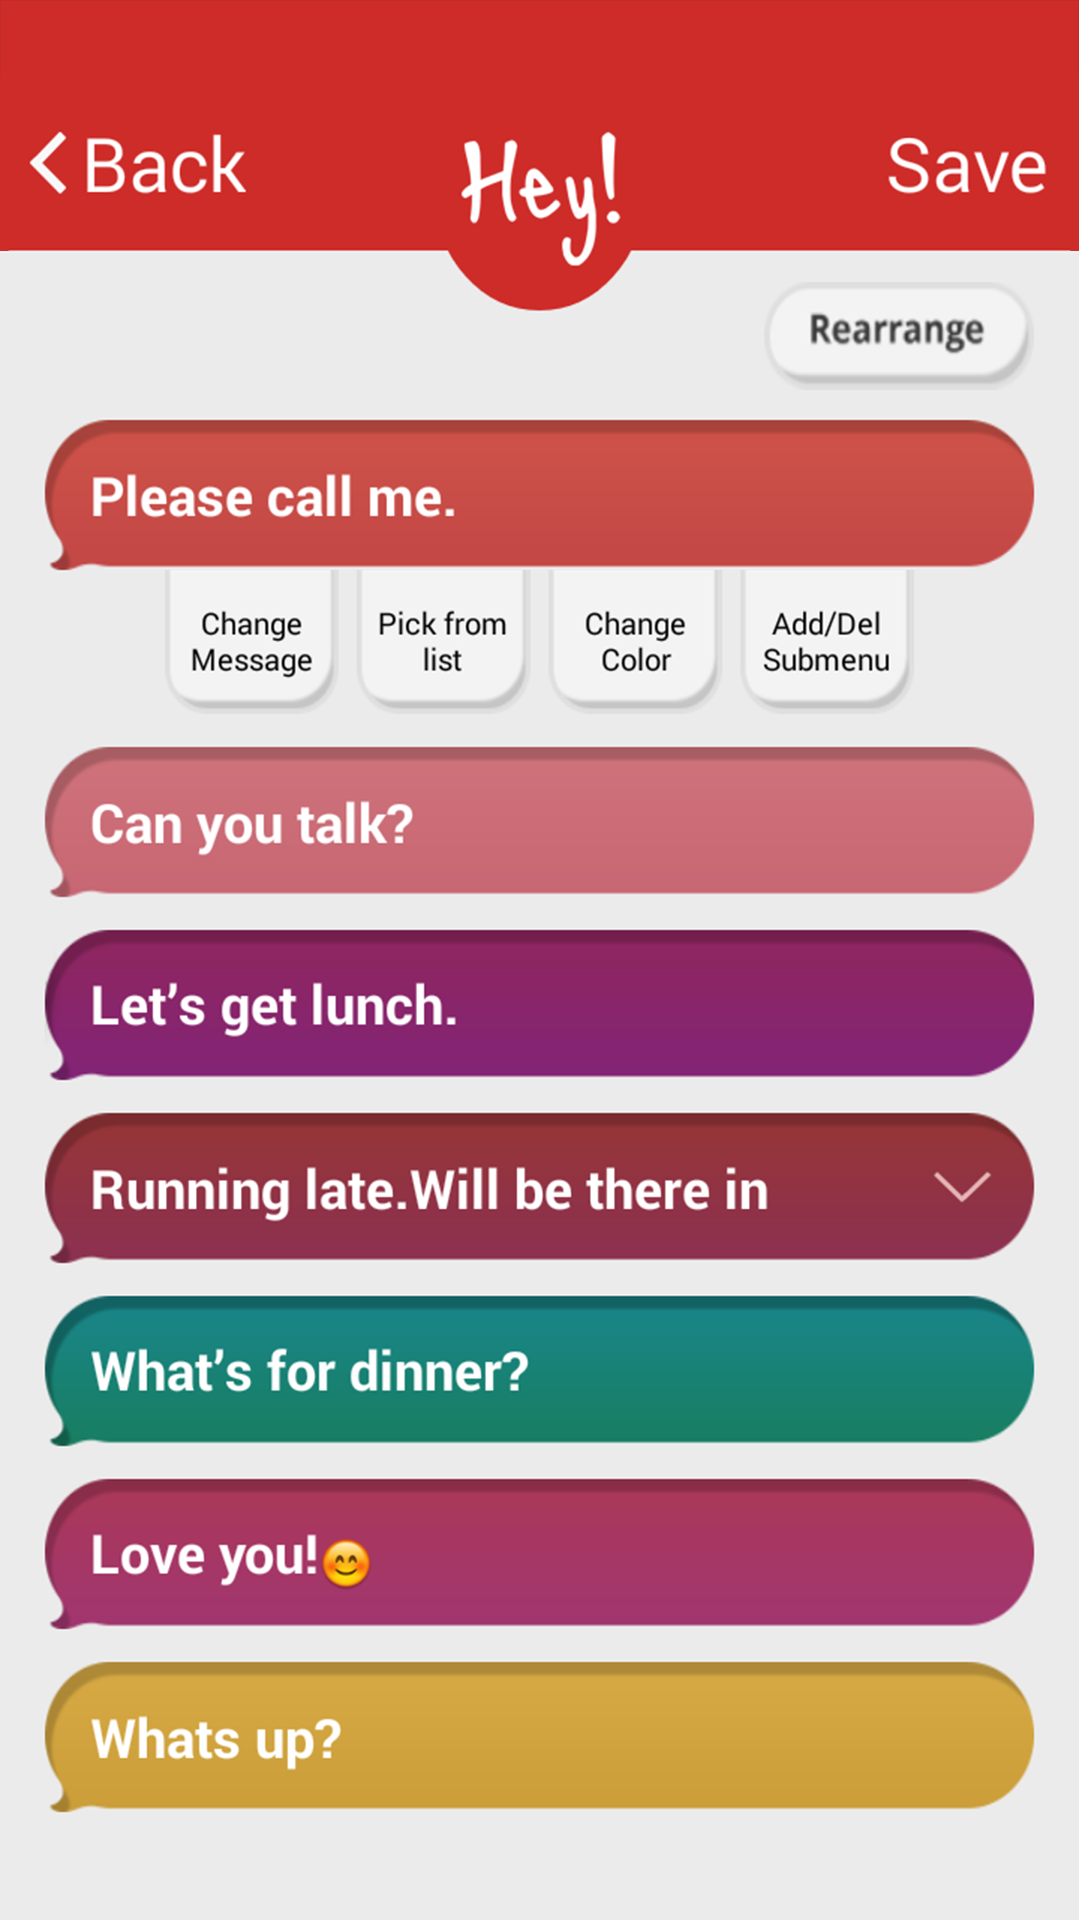 Back Hey! Save
Rearrange
Please call me.
Change Message
Pick from list
Change Color
Add/Del Submenu
Can you talk?
Let's get lunch.
Running late.Will be there in
What's for dinner?
Love you!😊
Whats up?